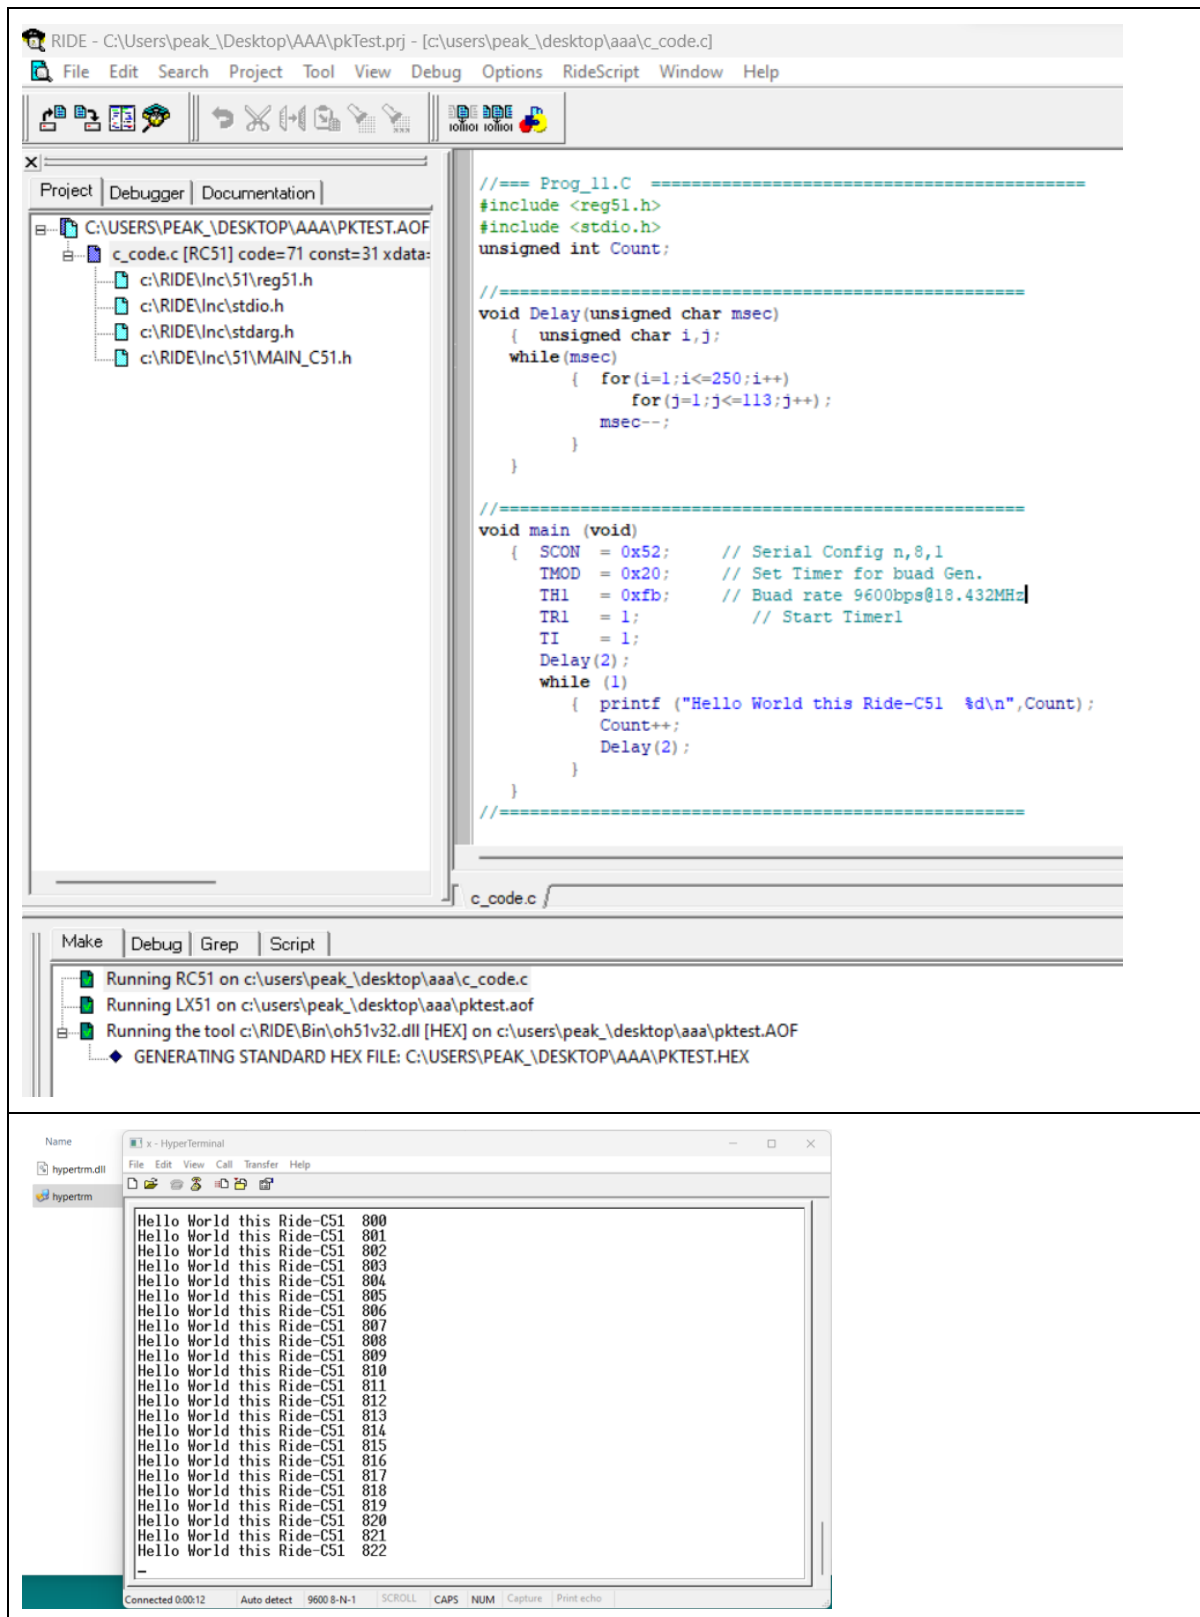 RIDE - C:\Users\peak_\Desktop\AAA\pkTest.prj - [c:\users\peak_\desktop\aaa\c_code.c]
File Edit Search Project Tool View Debug Options RideScript Window Help
Project Debugger Documentation
C:\USERS\PEAK_\DESKTOP\AAA\PKTEST.AOF
c_code.c [RC51] code=71 const=31 xdata=
c:\RIDE\Inc\51\reg51.h
c:\RIDE\Inc\stdio.h
c:\RIDE\Inc\stdarg.h
c:\RIDE\Inc\51\MAIN_C51.h
//=== Prog_11.C ===========================================
#include <reg51.h>
#include <stdio.h>
unsigned int Count;
//====================================================
void Delay(unsigned char msec)
{ unsigned char i,j;
while(msec)
{ for(i=1;i<=250;i++)
for(j=1;j<=113;j++);
msec--;
}
}
//====================================================
void main (void)
{ SCON = 0x52; // Serial Config n,8,1
TMOD = 0x20; // Set Timer for buad Gen.
TH1 = 0xfb; // Buad rate 9600bps@18.432MHz
TR1 = 1; // Start Timer1
TI = 1;
Delay(2);
while (1)
{ printf ("Hello World this Ride-C51 %d\n",Count);
Count++;
Delay(2);
}
}
//====================================================
c_code.c
Make Debug Grep Script
Running RC51 on c:\users\peak_\desktop\aaa\c_code.c
Running LX51 on c:\users\peak_\desktop\aaa\pktest.aof
Running the tool c:\RIDE\Bin\oh51v32.dll [HEX] on c:\users\peak_\desktop\aaa\pktest.AOF
GENERATING STANDARD HEX FILE: C:\USERS\PEAK_\DESKTOP\AAA\PKTEST.HEX
Name
hypertrm.dll
hypertrm
x - HyperTerminal
File Edit View Call Transfer Help
Hello World this Ride-C51 800
Hello World this Ride-C51 801
Hello World this Ride-C51 802
Hello World this Ride-C51 803
Hello World this Ride-C51 804
Hello World this Ride-C51 805
Hello World this Ride-C51 806
Hello World this Ride-C51 807
Hello World this Ride-C51 808
Hello World this Ride-C51 809
Hello World this Ride-C51 810
Hello World this Ride-C51 811
Hello World this Ride-C51 812
Hello World this Ride-C51 813
Hello World this Ride-C51 814
Hello World this Ride-C51 815
Hello World this Ride-C51 816
Hello World this Ride-C51 817
Hello World this Ride-C51 818
Hello World this Ride-C51 819
Hello World this Ride-C51 820
Hello World this Ride-C51 821
Hello World this Ride-C51 822
Connected 0:00:12 Auto detect 9600 8-N-1 SCROLL CAPS NUM Capture Print echo